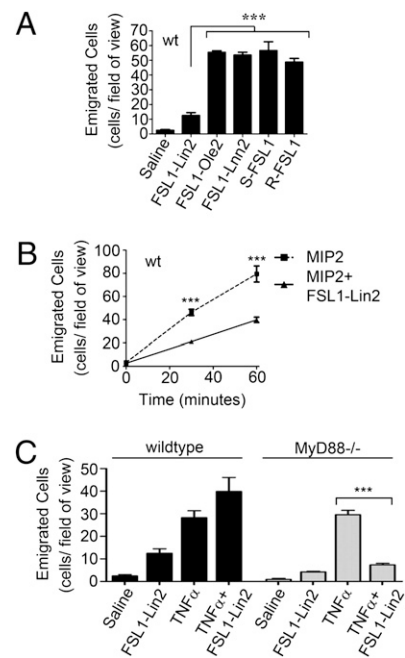 A
wt
***
Emigrated Cells
(cells/ field of view)
70
60
50
40
30
20
10
0
Saline
FSL1-Lin2
FSL1-Ole2
FSL1-Lnn2
S-FSL1
R-FSL1
B
wt
Emigrated Cells
(cells/ field of view)
100
80
60
40
20
0
***
***
0
30
60
Time (minutes)
MIP2
MIP2+
FSL1-Lin2
C
wildtype
MyD88-/-
Emigrated Cells
(cells/ field of view)
50
40
30
20
10
0
***
Saline
FSL1-Lin2
TNFα
TNFα+
FSL1-Lin2
Saline
FSL1-Lin2
TNFα
TNFα+
FSL1-Lin2